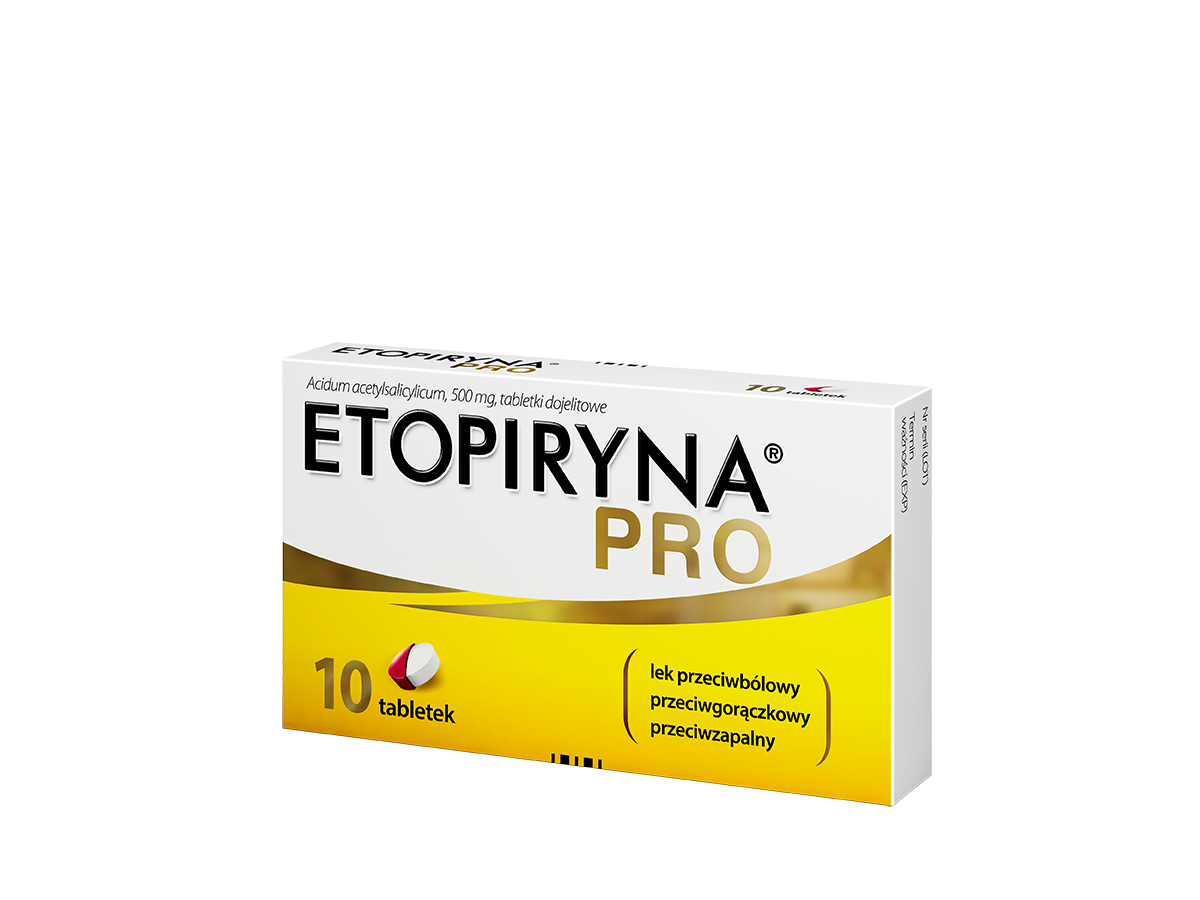 ETOPIRYNA®
PRO
10 tabletek
Acidum acetylsalicylicum, 500 mg, tabletki dojelitowe
ETOPIRYNA®
PRO
10 tabletek
lek przeciwbólowy
przeciwgorączkowy
przeciwzapalny
Nr serii (LOT)
Termin
ważności (EXP)